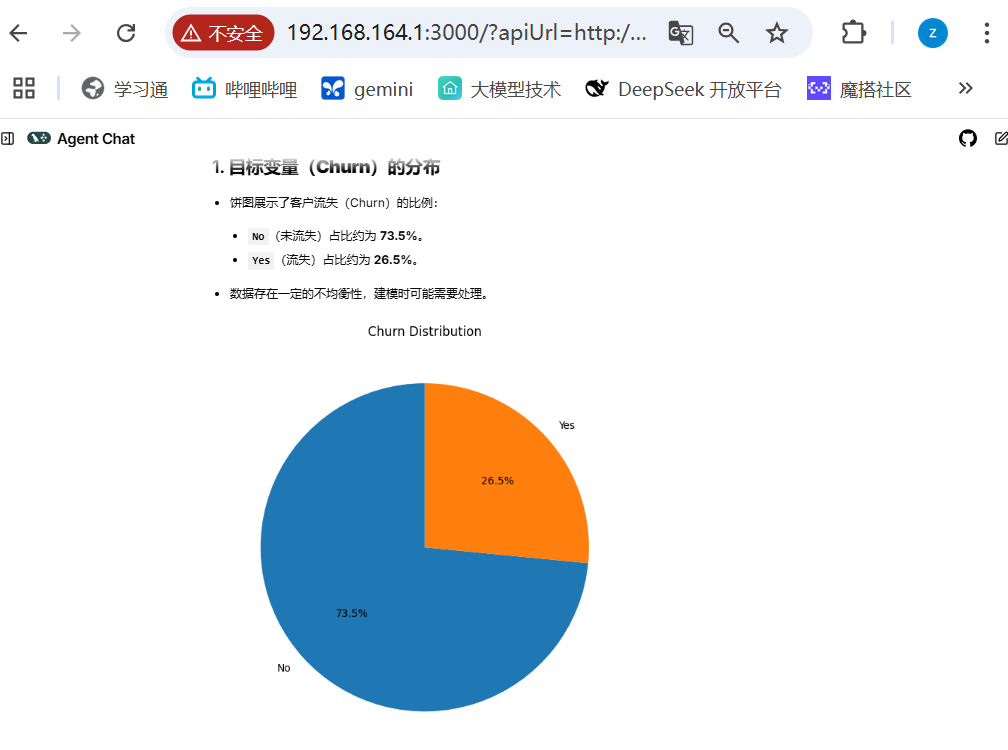 不安全 192.168.164.1:3000/?apiUrl=http:/... z
学习通 哔哩哔哩 gemini 大模型技术 DeepSeek 开放平台 魔搭社区 »
Agent Chat
1. 目标变量（Churn）的分布
• 饼图展示了客户流失（Churn）的比例：
• No（未流失）占比约为 73.5%。
• Yes（流失）占比约为 26.5%。
• 数据存在一定的不均衡性，建模时可能需要处理。
Churn Distribution
Yes
26.5%
73.5%
No